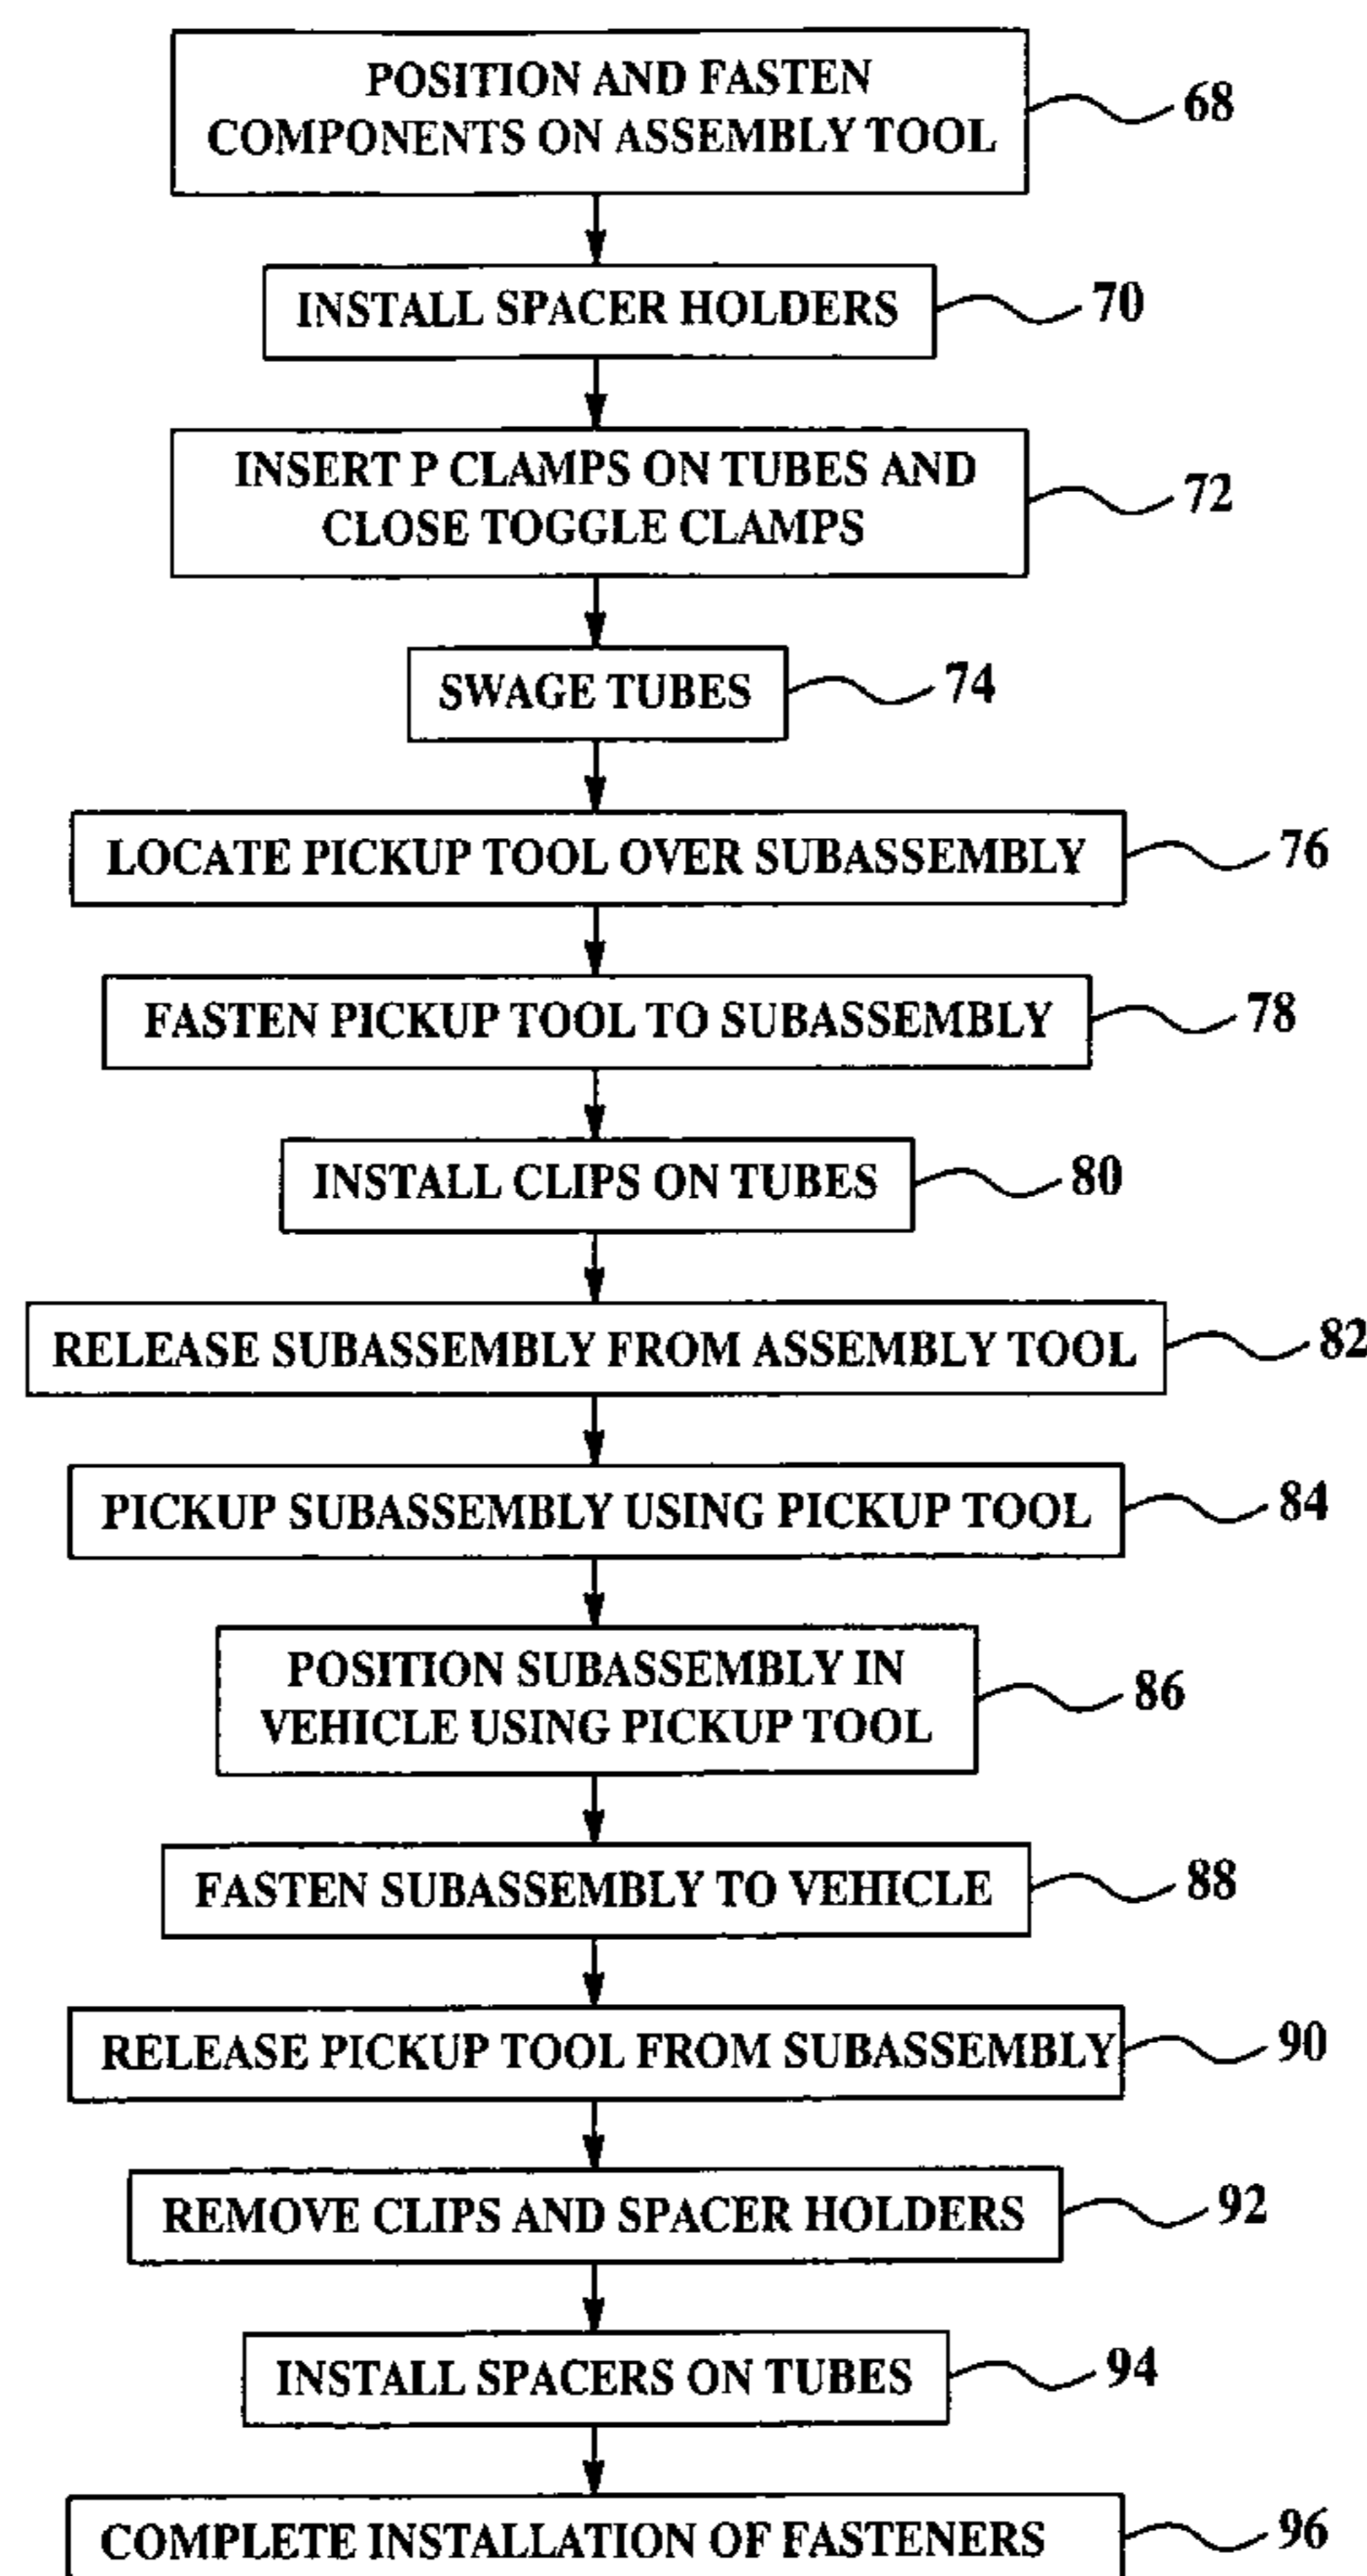 POSITION AND FASTEN
COMPONENTS ON ASSEMBLY TOOL
68
INSTALL SPACER HOLDERS
70
INSERT P CLAMPS ON TUBES AND
CLOSE TOGGLE CLAMPS
72
SWAGE TUBES
74
LOCATE PICKUP TOOL OVER SUBASSEMBLY
76
FASTEN PICKUP TOOL TO SUBASSEMBLY
78
INSTALL CLIPS ON TUBES
80
RELEASE SUBASSEMBLY FROM ASSEMBLY TOOL
82
PICKUP SUBASSEMBLY USING PICKUP TOOL
84
POSITION SUBASSEMBLY IN
VEHICLE USING PICKUP TOOL
86
FASTEN SUBASSEMBLY TO VEHICLE
88
RELEASE PICKUP TOOL FROM SUBASSEMBLY
90
REMOVE CLIPS AND SPACER HOLDERS
92
INSTALL SPACERS ON TUBES
94
COMPLETE INSTALLATION OF FASTENERS
96